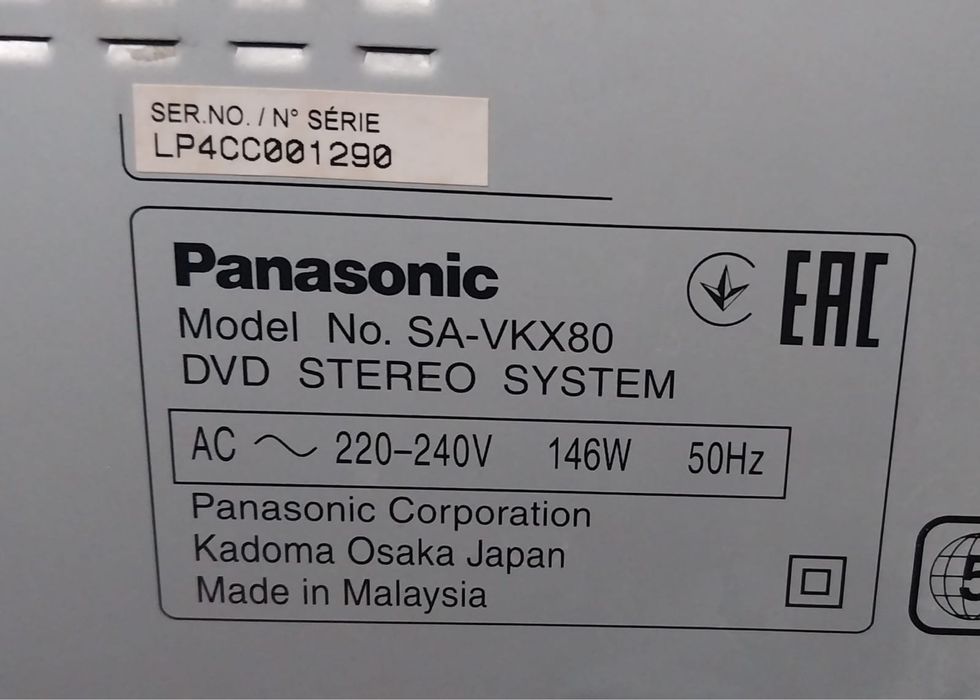 SER.NO. / N° SÉRIE
LP4CC001290
Panasonic
EAC
Model No. SA-VKX80
DVD STEREO SYSTEM
AC ~ 220–240V 146W 50Hz
Panasonic Corporation
Kadoma Osaka Japan
Made in Malaysia
5